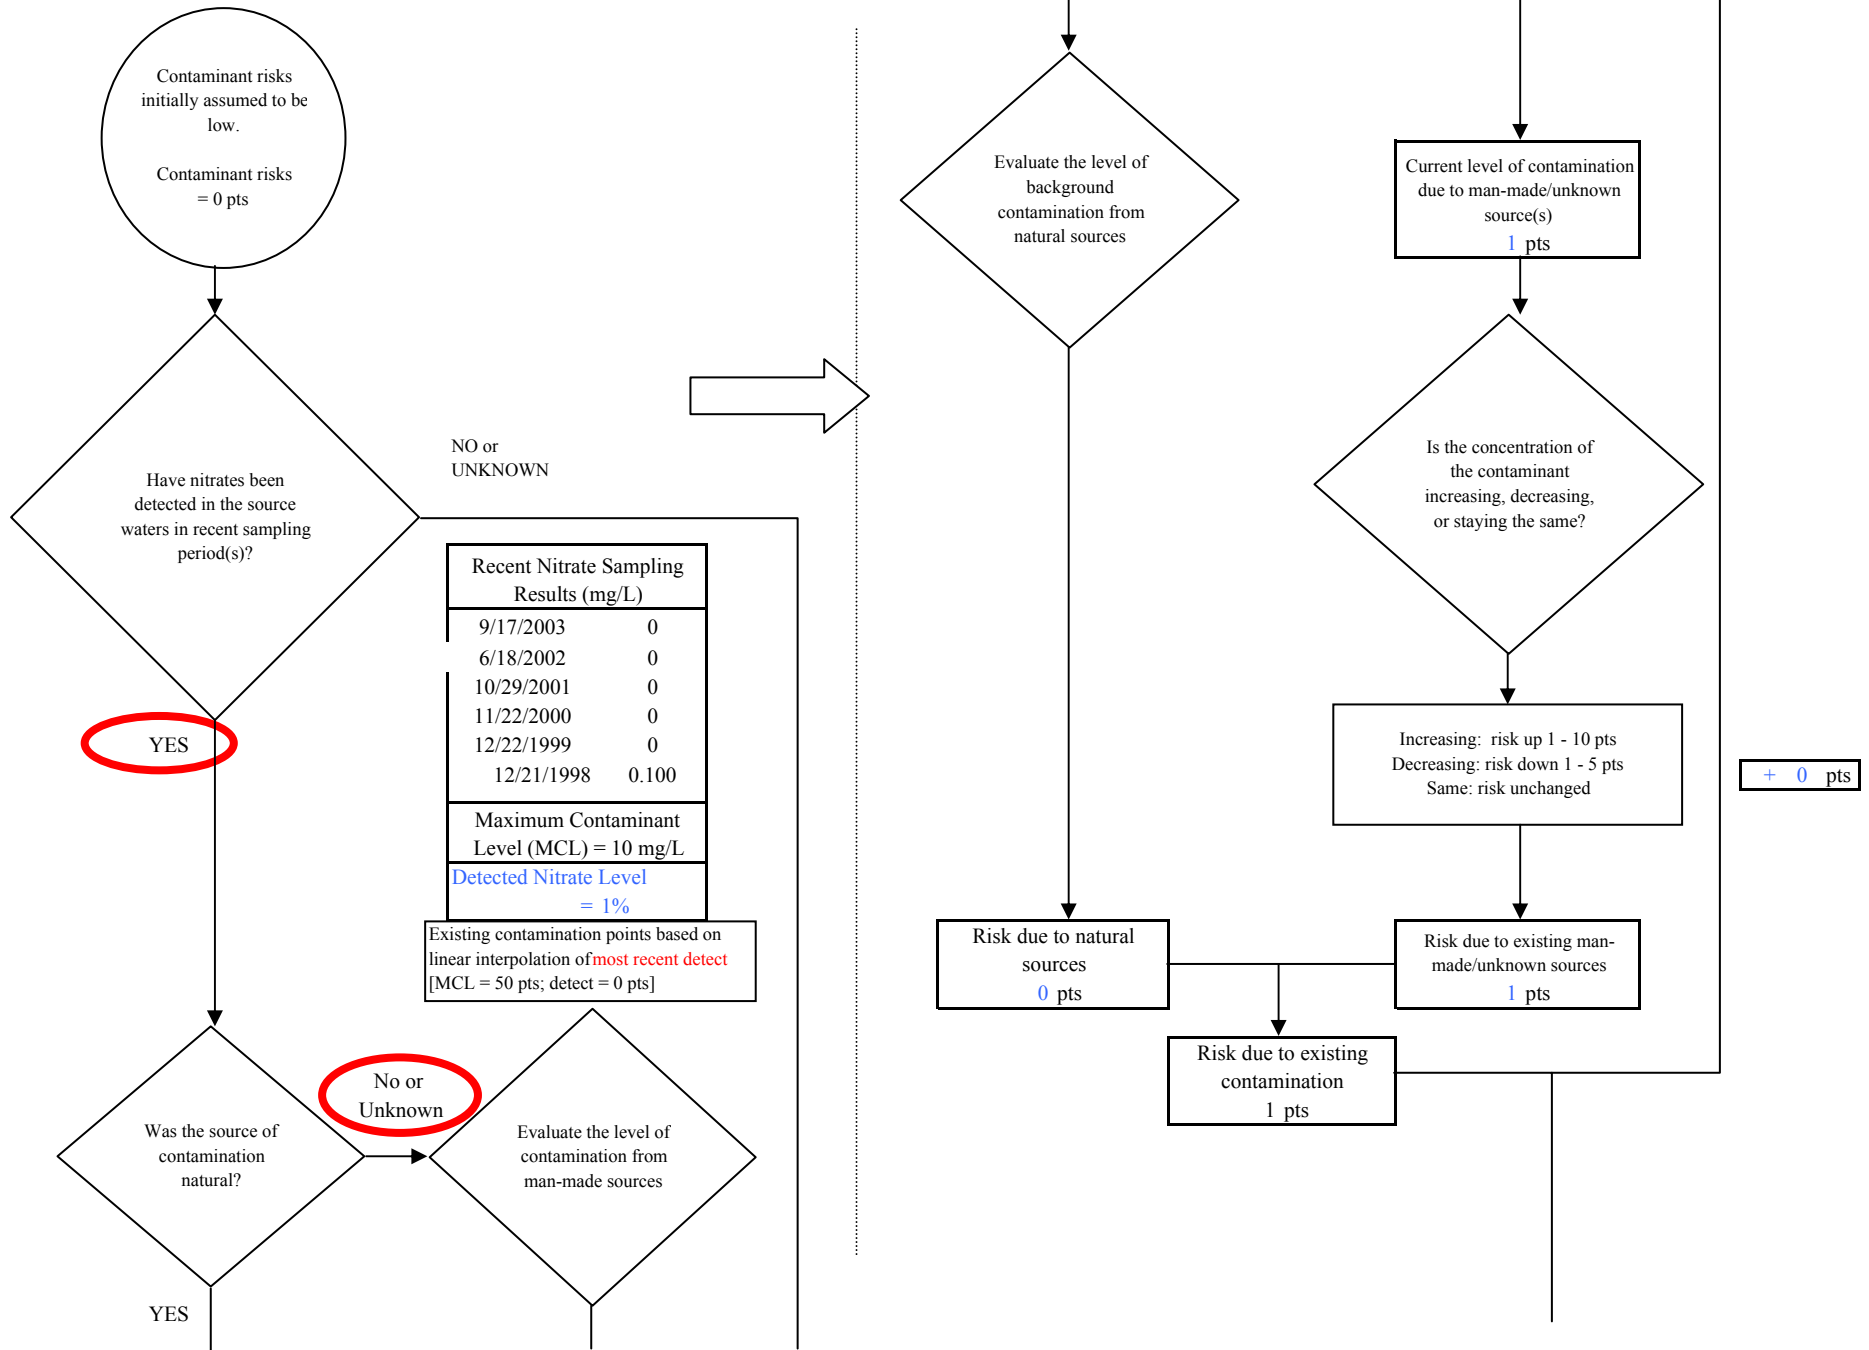 Contaminant risks
initially assumed to be
low.
Contaminant risks
= 0 pts
Have nitrates been
detected in the source
waters in recent sampling
period(s)?
NO or
UNKNOWN
YES
Recent Nitrate Sampling
Results (mg/L)
9/17/2003 0
6/18/2002 0
10/29/2001 0
11/22/2000 0
12/22/1999 0
12/21/1998 0.100
Maximum Contaminant
Level (MCL) = 10 mg/L
Detected Nitrate Level
= 1%
Existing contamination points based on
linear interpolation of most recent detect
[MCL = 50 pts; detect = 0 pts]
Was the source of
contamination
natural?
No or
Unknown
Evaluate the level of
contamination from
man-made sources
YES
Evaluate the level of
background
contamination from
natural sources
Current level of contamination
due to man-made/unknown
source(s)
1 pts
Is the concentration of
the contaminant
increasing, decreasing,
or staying the same?
Increasing: risk up 1 - 10 pts
Decreasing: risk down 1 - 5 pts
Same: risk unchanged
+ 0 pts
Risk due to natural
sources
0 pts
Risk due to existing man-
made/unknown sources
1 pts
Risk due to existing
contamination
1 pts